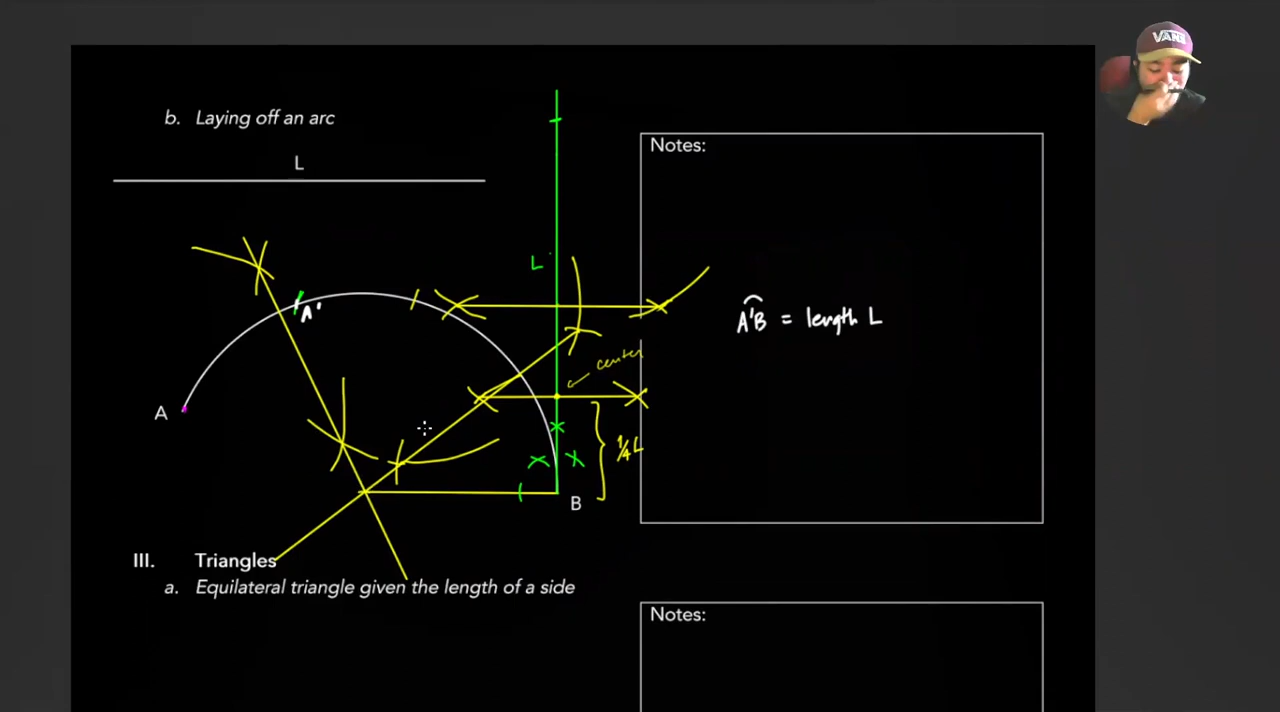 VANS
b. Laying off an arc
L
Notes:
L
A'
A'B = length L
center
A
1/4 L
B
III. Triangles
a. Equilateral triangle given the length of a side
Notes: